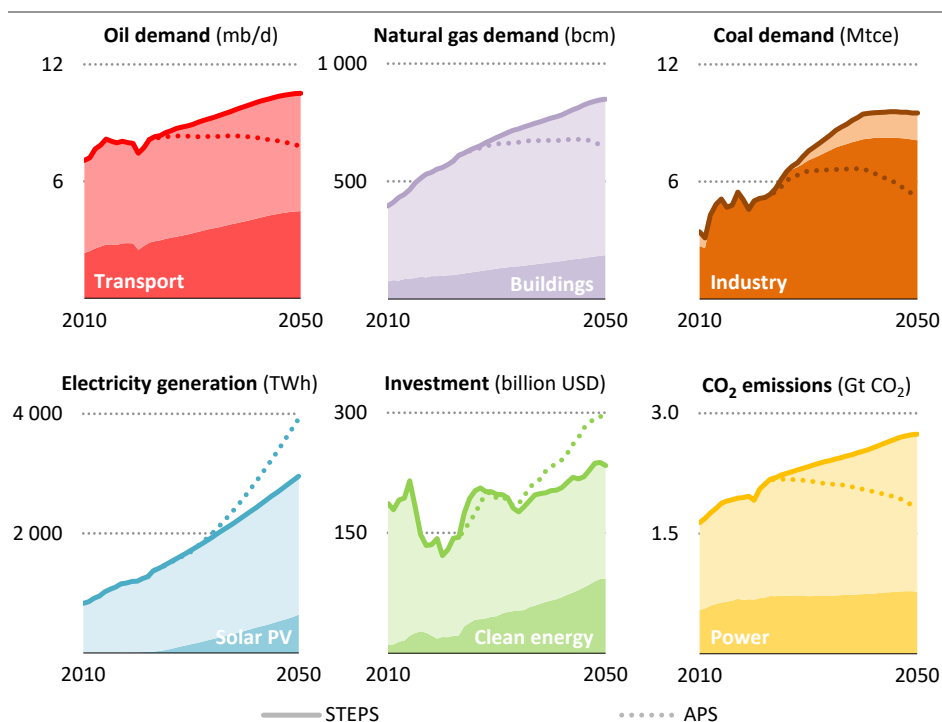 Oil demand (mb/d)
12
6
Transport
2010
2050
Natural gas demand (bcm)
1 000
500
Buildings
2010
2050
Coal demand (Mtce)
12
6
Industry
2010
2050
Electricity generation (TWh)
4 000
2 000
Solar PV
2010
2050
Investment (billion USD)
300
150
Clean energy
2010
2050
CO₂ emissions (Gt CO₂)
3.0
1.5
Power
2010
2050
STEPS
APS